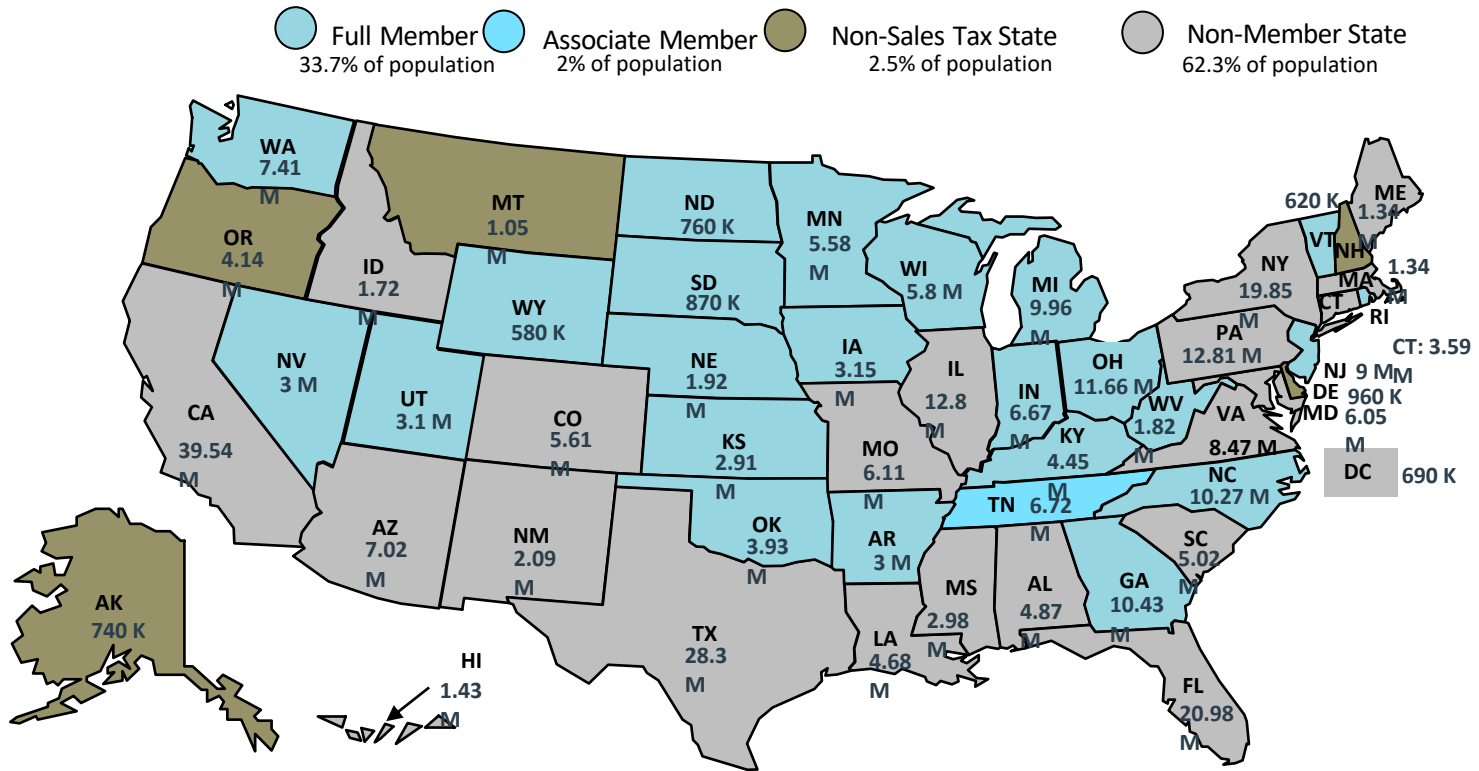 Full Member
33.7% of population
Associate Member
2% of population
Non-Sales Tax State
2.5% of population
Non-Member State
62.3% of population
WA
7.41
M
OR
4.14
M
CA
39.54
M
NV
3 M
ID
1.72
M
MT
1.05
M
WY
580 K
UT
3.1 M
CO
5.61
M
AZ
7.02
M
NM
2.09
M
ND
760 K
SD
870 K
NE
1.92
M
KS
2.91
M
OK
3.93
M
TX
28.3
M
MN
5.58
M
IA
3.15
M
MO
6.11
M
AR
3 M
LA
4.68
M
WI
5.8 M
IL
12.8
M
MI
9.96
M
IN
6.67
M
OH
11.66 M
KY
4.45
M
TN 6.72
M
MS
2.98
M
AL
4.87
M
GA
10.43
M
FL
20.98
M
SC
5.02
M
NC
10.27 M
VA
8.47 M
WV
1.82
M
PA
12.81 M
NY
19.85
M
620 K
VT
NH
ME
1.34
M
MA
1.34
M
CT
RI
CT: 3.59
M
NJ 9 M
DE 960 K
MD 6.05
M
DC 690 K
AK
740 K
HI
1.43
M